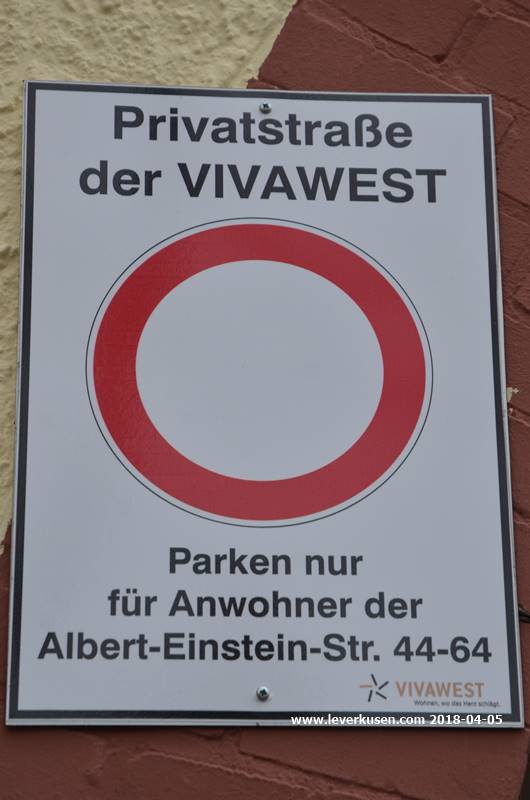 Privatstraße
der VIVAWEST
Parken nur
für Anwohner der
Albert-Einstein-Str. 44-64
VIVAWEST
Wohnen, wo das Herz schlägt.
www.leverkusen.com 2018-04-05